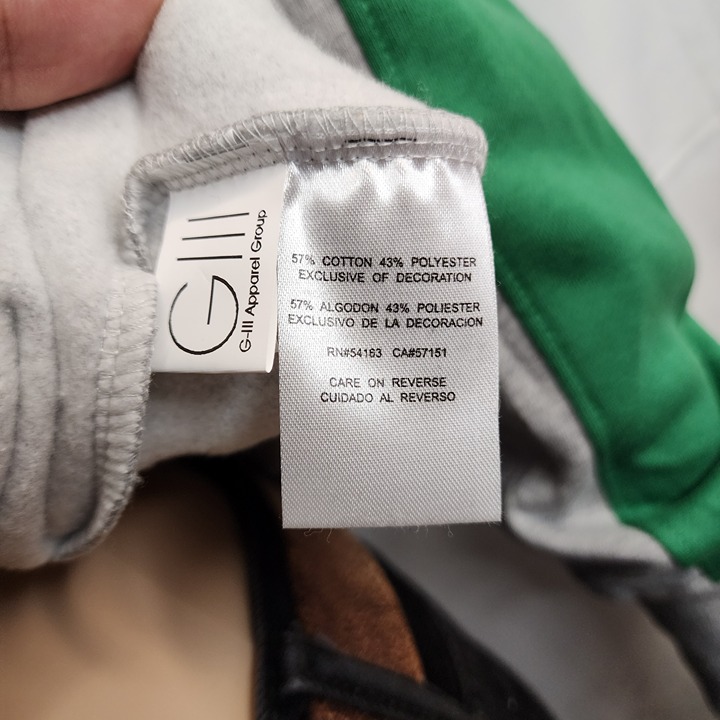 GIII
G-III Apparel Group
57% COTTON 43% POLYESTER
EXCLUSIVE OF DECORATION
57% ALGODON 43% POLIESTER
EXCLUSIVO DE LA DECORACION
RN#54163 CA#57151
CARE ON REVERSE
CUIDADO AL REVERSO